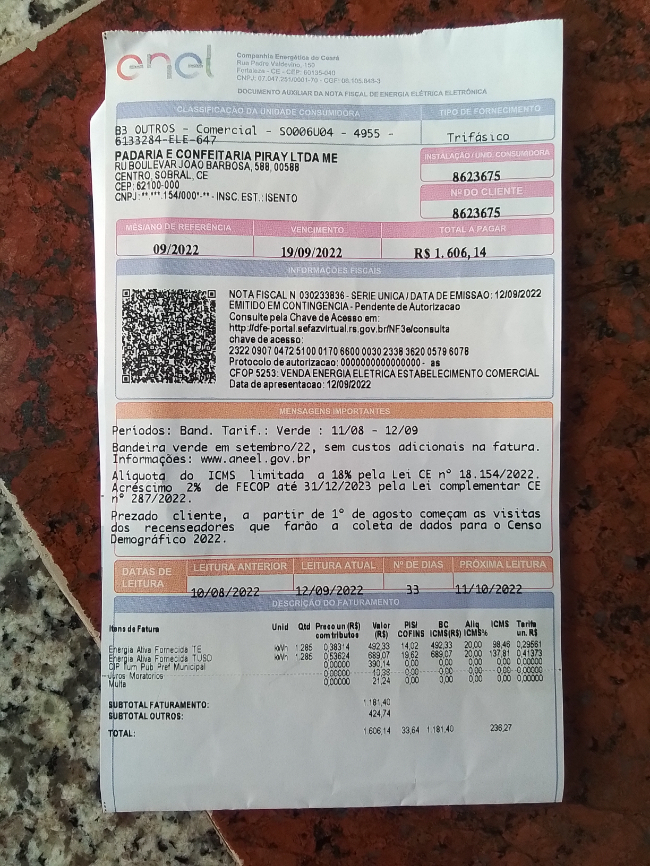 enel
Companhia Energética do Ceará
Rua Padre Valdevino, 150
Fortaleza - CE - CEP: 60135-040
CNPJ: 07.047.251/0001-70 - CGF: 06.105.848-3
DOCUMENTO AUXILIAR DA NOTA FISCAL DE ENERGIA ELÉTRICA ELETRÔNICA
CLASSIFICAÇÃO DA UNIDADE CONSUMIDORA
TIPO DE FORNECIMENTO
B3 OUTROS - Comercial - S0006U04 - 4955 -
6133284-ELE-647
Trifásico
PADARIA E CONFEITARIA PIRAY LTDA ME
RU BOULEVAR JOAO BARBOSA, 588, 00588
CENTRO, SOBRAL, CE
CEP: 62100-000
CNPJ: **.***.154/000*-** - INSC. EST.: ISENTO
INSTALAÇÃO / UNID. CONSUMIDORA
8623675
Nº DO CLIENTE
8623675
MÊS/ANO DE REFERÊNCIA VENCIMENTO TOTAL A PAGAR
09/2022 19/09/2022 R$ 1.606,14
INFORMAÇÕES FISCAIS
NOTA FISCAL N 030233836 - SERIE UNICA / DATA DE EMISSAO: 12/09/2022
EMITIDO EM CONTINGENCIA - Pendente de Autorizacao
Consulte pela Chave de Acesso em:
http://dfe-portal.sefazvirtual.rs.gov.br/NF3e/consulta
chave de acesso:
2322 0907 0472 5100 0170 6600 0030 2338 3620 0579 6078
Protocolo de autorizacao: 0000000000000000 - as
CFOP 5253: VENDA ENERGIA ELETRICA ESTABELECIMENTO COMERCIAL
Data de apresentacao: 12/09/2022
MENSAGENS IMPORTANTES
Períodos: Band. Tarif.: Verde : 11/08 - 12/09
Bandeira verde em setembro/22, sem custos adicionais na fatura.
Informações: www.aneel.gov.br
Alíquota do ICMS limitada a 18% pela Lei CE n° 18.154/2022.
Acréscimo 2% de FECOP até 31/12/2023 pela Lei complementar CE
n° 287/2022.
Prezado cliente, a partir de 1° de agosto começam as visitas
dos recenseadores que farão a coleta de dados para o Censo
Demográfico 2022.
DATAS DE LEITURA
LEITURA ANTERIOR LEITURA ATUAL Nº DE DIAS PRÓXIMA LEITURA
10/08/2022 12/09/2022 33 11/10/2022
DESCRIÇÃO DO FATURAMENTO
Itens de Fatura Unid Qtd Preço un (R$) com tributos Valor (R$) PIS/ COFINS BC ICMS(R$) Alíq ICMS% ICMS Tarifa un. R$
Energia Ativa Fornecida TE kWh 1.285 0,38314 492,33 14,02 492,33 20,00 98,46 0,29561
Energia Ativa Fornecida TUSD kWh 1.285 0,53624 689,07 19,62 689,07 20,00 137,81 0,41373
CIP Ilum Pub Pref Municipal 0,00000 390,14 0,00 0,00 0,00 0,00 0,00
Juros Moratorios 0,00000 0,00 0,00 0,00 0,00 0,00
Multa 0,00000 21,24 0,00 0,00 0,00 0,00 0,00
SUBTOTAL FATURAMENTO: 1.181,40
SUBTOTAL OUTROS: 424,74
TOTAL: 1.606,14 33,64 1.181,40 236,27